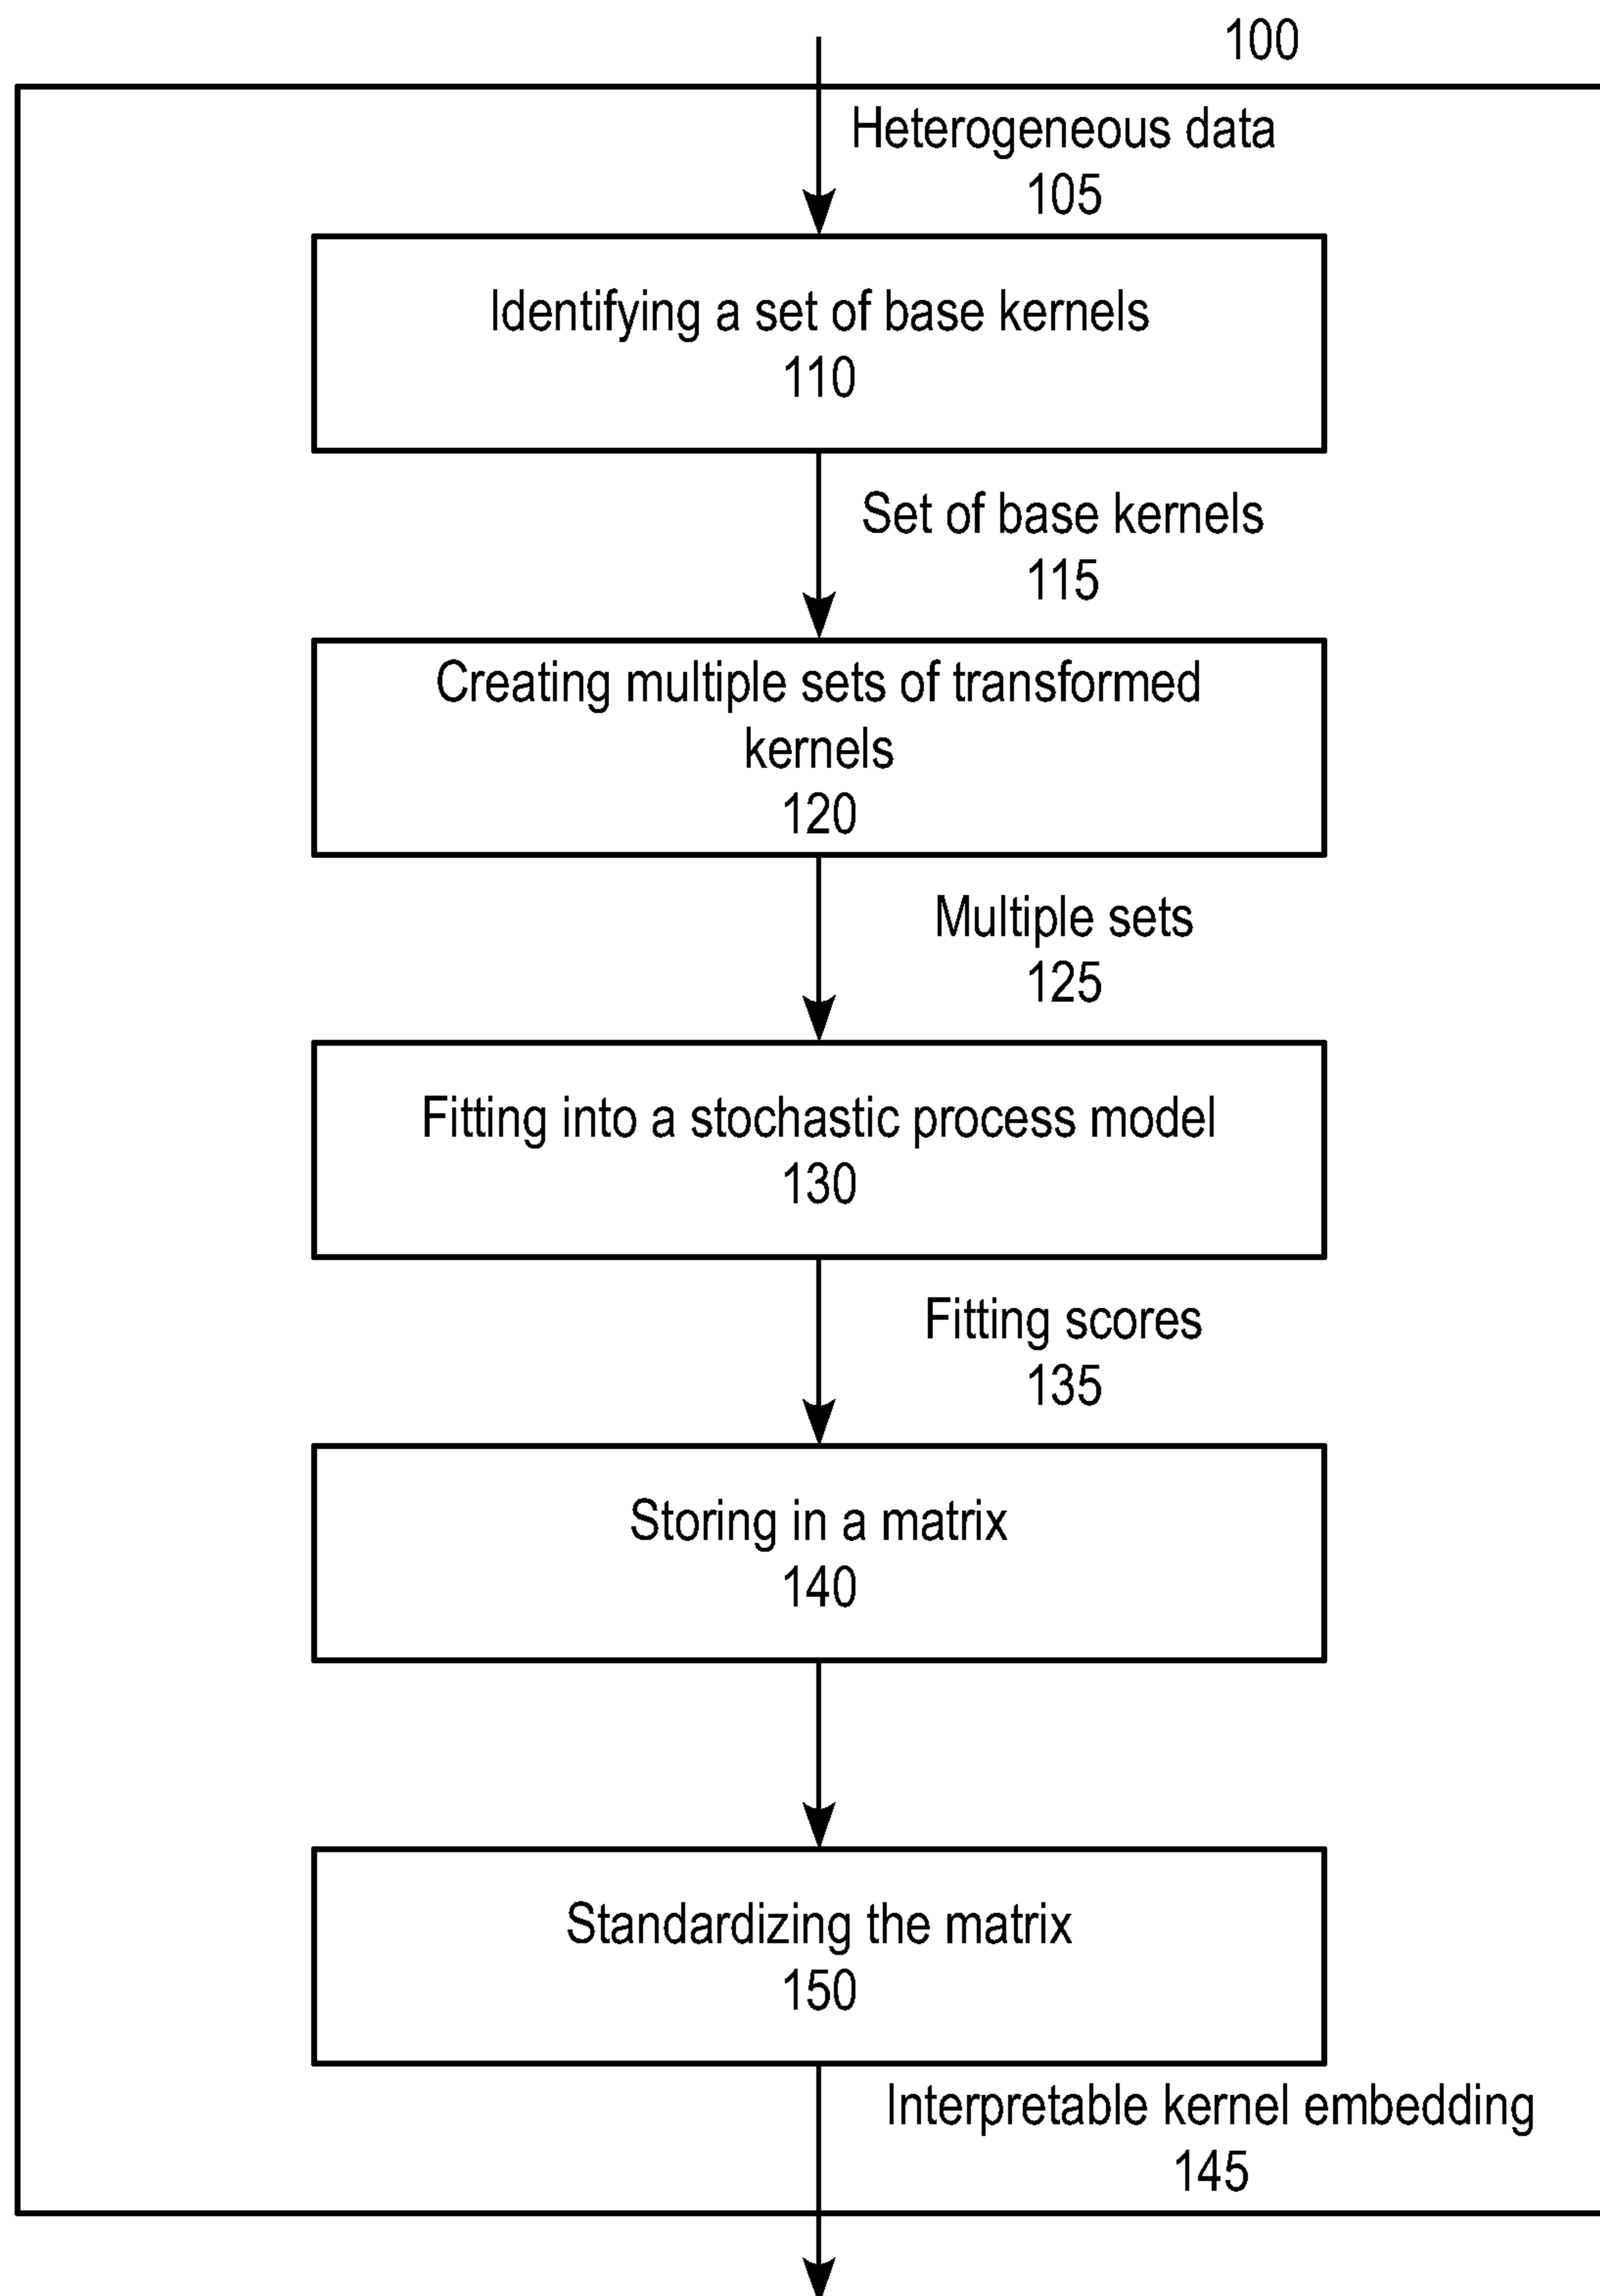 100
Heterogeneous data
105
Identifying a set of base kernels
110
Set of base kernels
115
Creating multiple sets of transformed
kernels
120
Multiple sets
125
Fitting into a stochastic process model
130
Fitting scores
135
Storing in a matrix
140
Standardizing the matrix
150
Interpretable kernel embedding
145